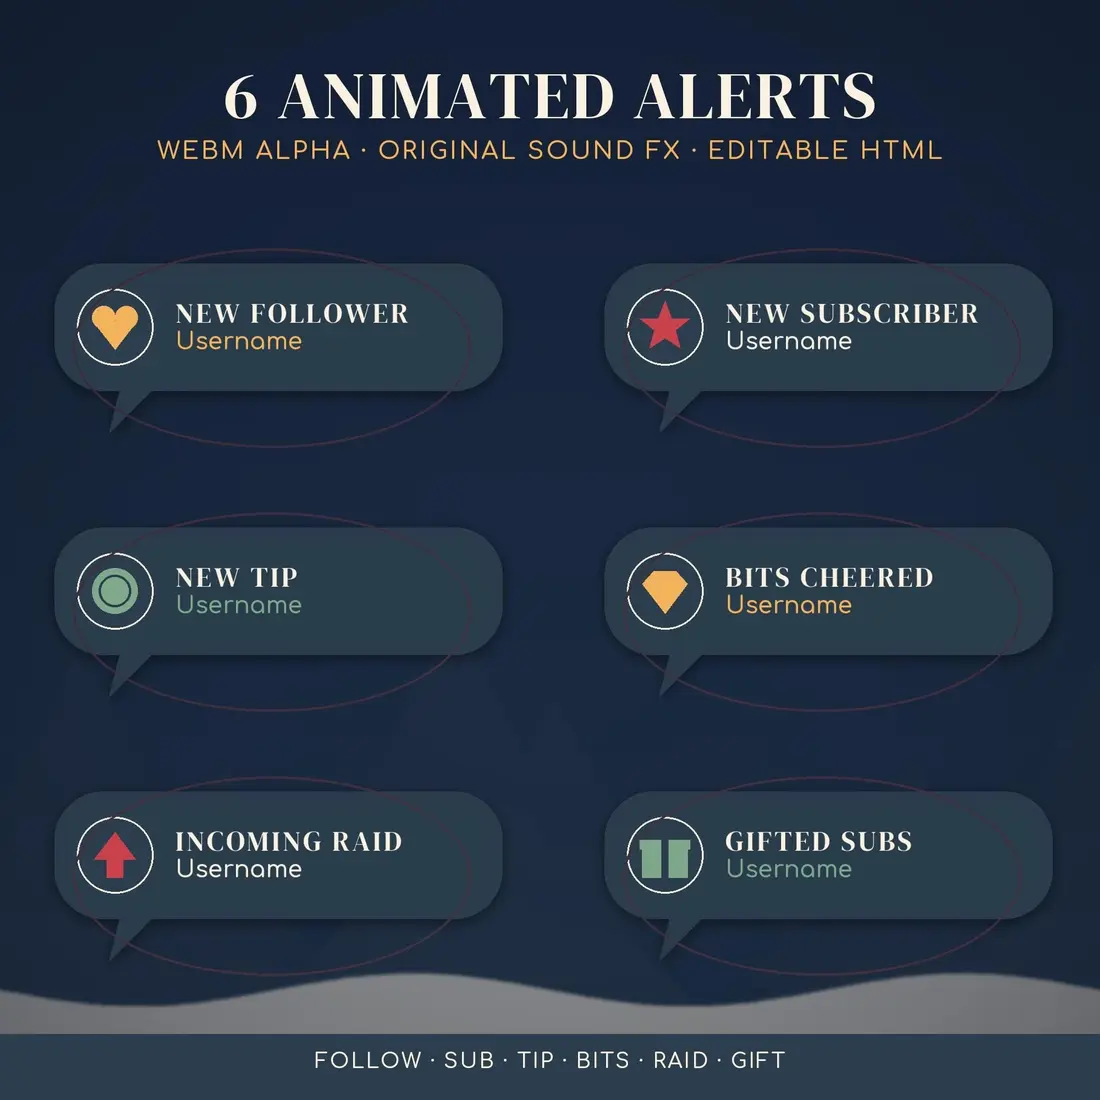 6 ANIMATED ALERTS
WEBM ALPHA · ORIGINAL SOUND FX · EDITABLE HTML
NEW FOLLOWER
Username
NEW SUBSCRIBER
Username
NEW TIP
Username
BITS CHEERED
Username
INCOMING RAID
Username
GIFTED SUBS
Username
FOLLOW · SUB · TIP · BITS · RAID · GIFT